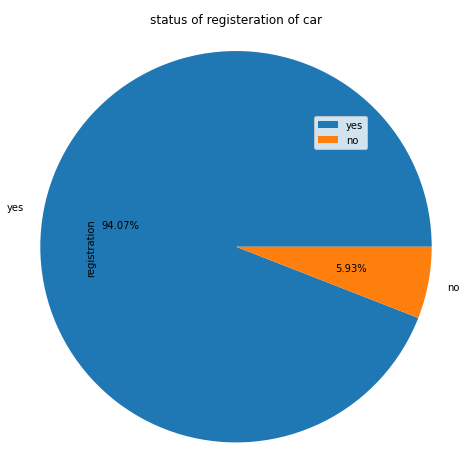 status of registeration of car
yes
no
yes
registration
94.07%
5.93%
no